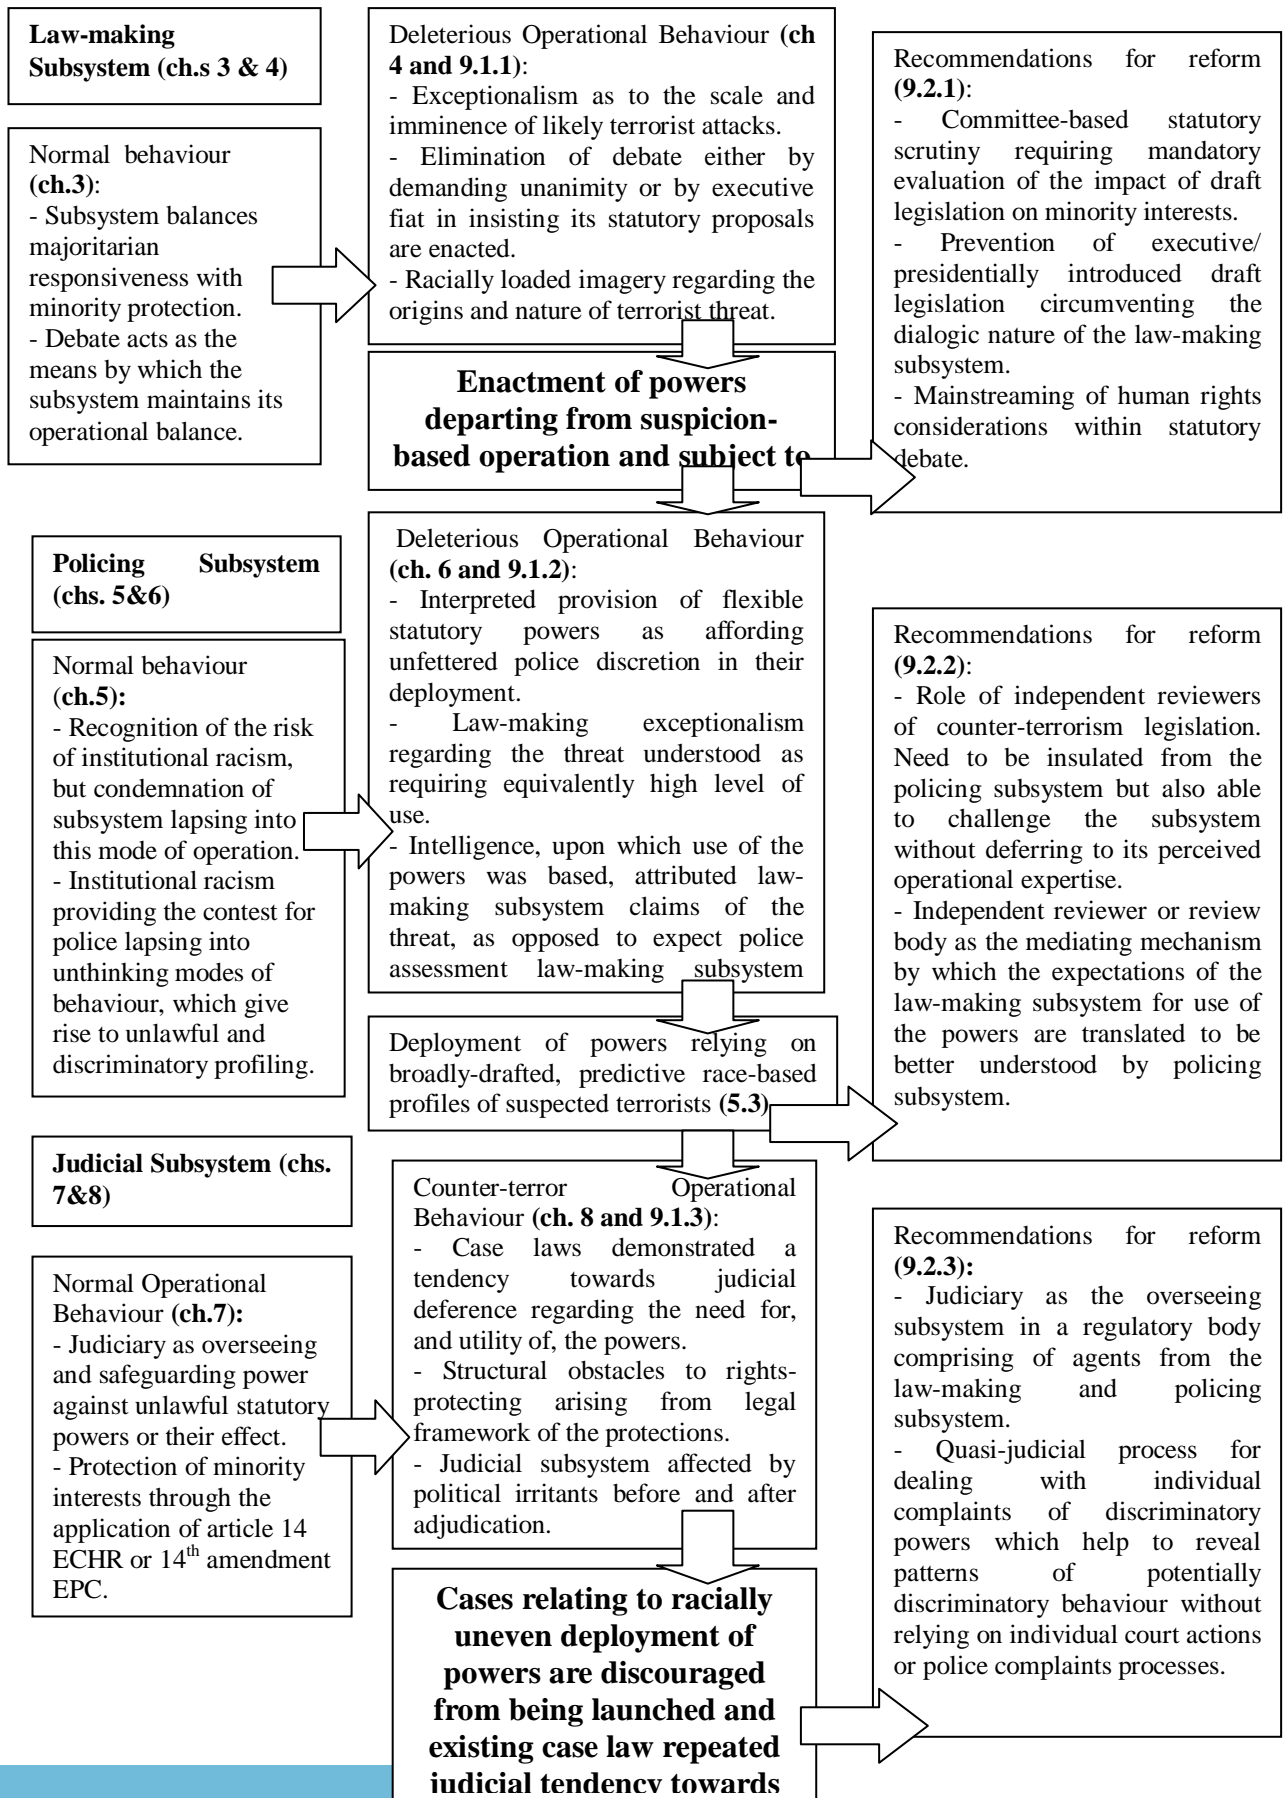 Law-making
Subsystem (ch.s 3 & 4)
Normal behaviour
(ch.3):
- Subsystem balances
majoritarian
responsiveness with
minority protection.
- Debate acts as the
means by which the
subsystem maintains its
operational balance.
Deleterious Operational Behaviour (ch
4 and 9.1.1):
- Exceptionalism as to the scale and
imminence of likely terrorist attacks.
- Elimination of debate either by
demanding unanimity or by executive
fiat in insisting its statutory proposals
are enacted.
- Racially loaded imagery regarding the
origins and nature of terrorist threat.
Enactment of powers
departing from suspicion-
based operation and subject to
Recommendations for reform
(9.2.1):
- Committee-based statutory
scrutiny requiring mandatory
evaluation of the impact of draft
legislation on minority interests.
- Prevention of executive/
presidentially introduced draft
legislation circumventing the
dialogic nature of the law-making
subsystem.
- Mainstreaming of human rights
considerations within statutory
debate.
Policing Subsystem
(chs. 5&6)
Normal behaviour
(ch.5):
- Recognition of the risk
of institutional racism,
but condemnation of
subsystem lapsing into
this mode of operation.
- Institutional racism
providing the contest for
police lapsing into
unthinking modes of
behaviour, which give
rise to unlawful and
discriminatory profiling.
Deleterious Operational Behaviour
(ch. 6 and 9.1.2):
- Interpreted provision of flexible
statutory powers as affording
unfettered police discretion in their
deployment.
- Law-making exceptionalism
regarding the threat understood as
requiring equivalently high level of
use.
- Intelligence, upon which use of the
powers was based, attributed law-
making subsystem claims of the
threat, as opposed to expect police
assessment law-making subsystem
Deployment of powers relying on
broadly-drafted, predictive race-based
profiles of suspected terrorists (5.3)
Recommendations for reform
(9.2.2):
- Role of independent reviewers
of counter-terrorism legislation.
Need to be insulated from the
policing subsystem but also able
to challenge the subsystem
without deferring to its perceived
operational expertise.
- Independent reviewer or review
body as the mediating mechanism
by which the expectations of the
law-making subsystem for use of
the powers are translated to be
better understood by policing
subsystem.
Judicial Subsystem (chs.
7&8)
Normal Operational
Behaviour (ch.7):
- Judiciary as overseeing
and safeguarding power
against unlawful statutory
powers or their effect.
- Protection of minority
interests through the
application of article 14
ECHR or 14th amendment
EPC.
Counter-terror Operational
Behaviour (ch. 8 and 9.1.3):
- Case laws demonstrated a
tendency towards judicial
deference regarding the need for,
and utility of, the powers.
- Structural obstacles to rights-
protecting arising from legal
framework of the protections.
- Judicial subsystem affected by
political irritants before and after
adjudication.
Cases relating to racially
uneven deployment of
powers are discouraged
from being launched and
existing case law repeated
judicial tendency towards
Recommendations for reform
(9.2.3):
- Judiciary as the overseeing
subsystem in a regulatory body
comprising of agents from the
law-making and policing
subsystem.
- Quasi-judicial process for
dealing with individual
complaints of discriminatory
powers which help to reveal
patterns of potentially
discriminatory behaviour without
relying on individual court actions
or police complaints processes.